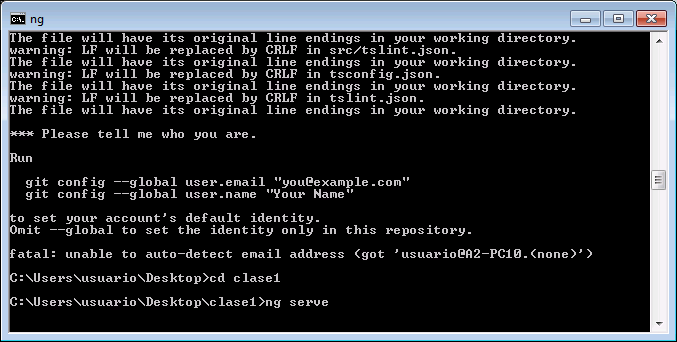 ng
The file will have its original line endings in your working directory.
warning: LF will be replaced by CRLF in src/tslint.json.
The file will have its original line endings in your working directory.
warning: LF will be replaced by CRLF in tsconfig.json.
The file will have its original line endings in your working directory.
warning: LF will be replaced by CRLF in tslint.json.
The file will have its original line endings in your working directory.
*** Please tell me who you are.
Run
git config --global user.email "you@example.com"
git config --global user.name "Your Name"
to set your account's default identity.
Omit --global to set the identity only in this repository.
fatal: unable to auto-detect email address (got 'usuario@A2-PC10.(none)')
C:\Users\usuario\Desktop>cd clase1
C:\Users\usuario\Desktop\clase1>ng serve